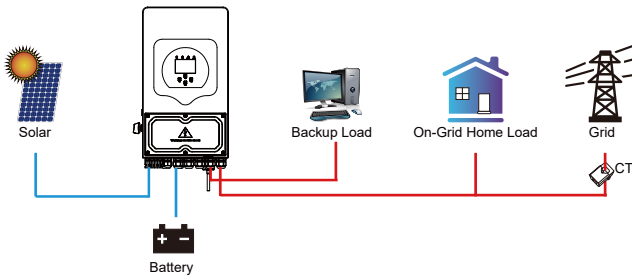 Solar
Backup Load
On-Grid Home Load
Grid
CT
Battery